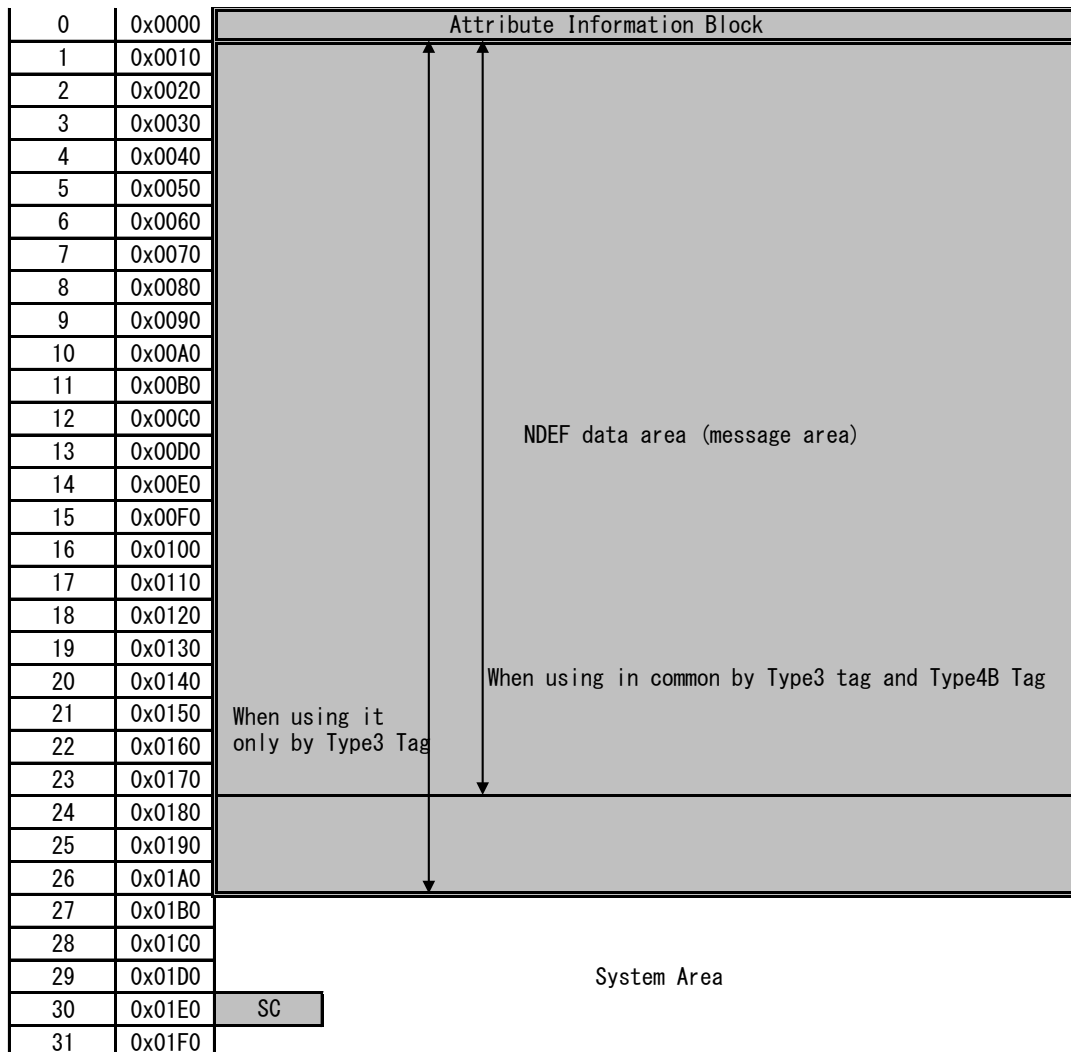 0 0x0000 Attribute Information Block
1 0x0010
2 0x0020
3 0x0030
4 0x0040
5 0x0050
6 0x0060
7 0x0070
8 0x0080
9 0x0090
10 0x00A0
11 0x00B0
12 0x00C0
NDEF data area (message area)
13 0x00D0
14 0x00E0
15 0x00F0
16 0x0100
17 0x0110
18 0x0120
19 0x0130
20 0x0140 When using in common by Type3 tag and Type4B Tag
21 0x0150 When using it
22 0x0160 only by Type3 Tag
23 0x0170
24 0x0180
25 0x0190
26 0x01A0
27 0x01B0
28 0x01C0
29 0x01D0 System Area
30 0x01E0 SC
31 0x01F0